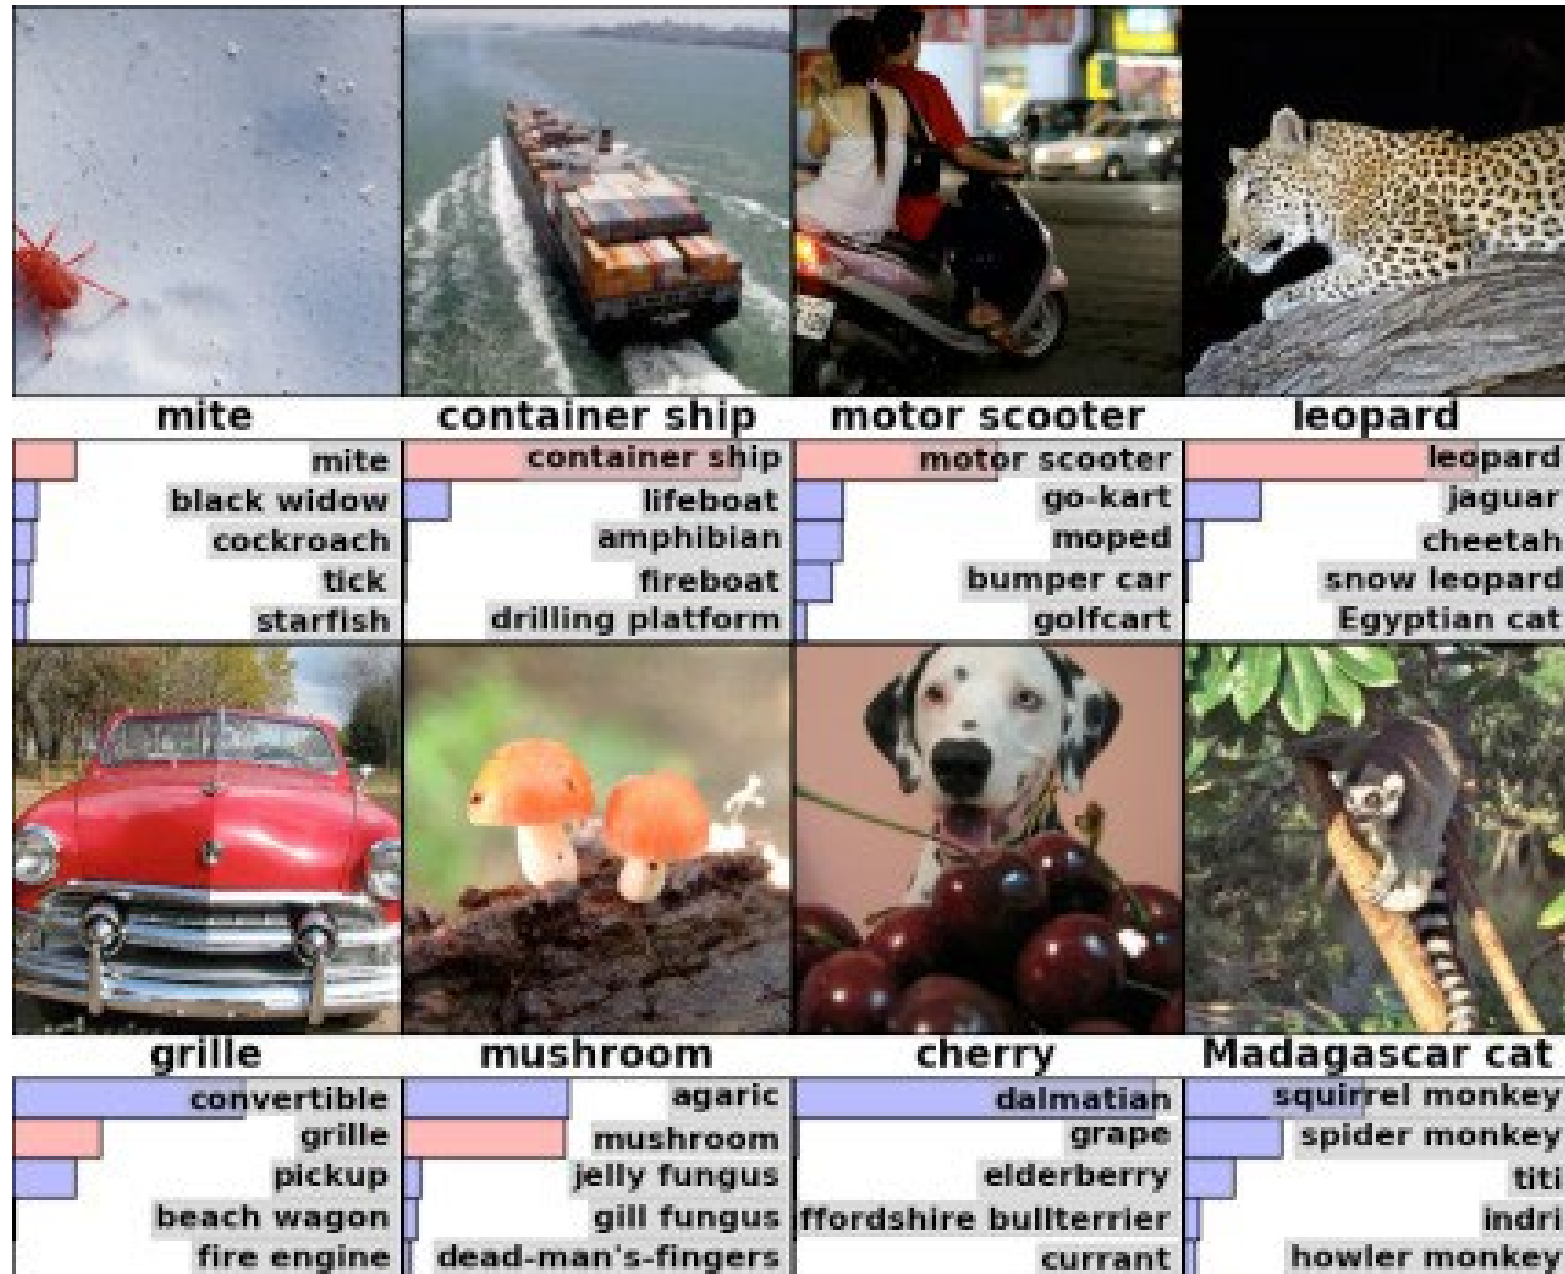 mite
container ship
motor scooter
leopard
mite
black widow
cockroach
tick
starfish
container ship
lifeboat
amphibian
fireboat
drilling platform
motor scooter
go-kart
moped
bumper car
golfcart
leopard
jaguar
cheetah
snow leopard
Egyptian cat
grille
mushroom
cherry
Madagascar cat
convertible
grille
pickup
beach wagon
fire engine
agaric
mushroom
jelly fungus
gill fungus
dead-man's-fingers
dalmatian
grape
elderberry
ffordshire bullterrier
currant
squirrel monkey
spider monkey
titi
indri
howler monkey